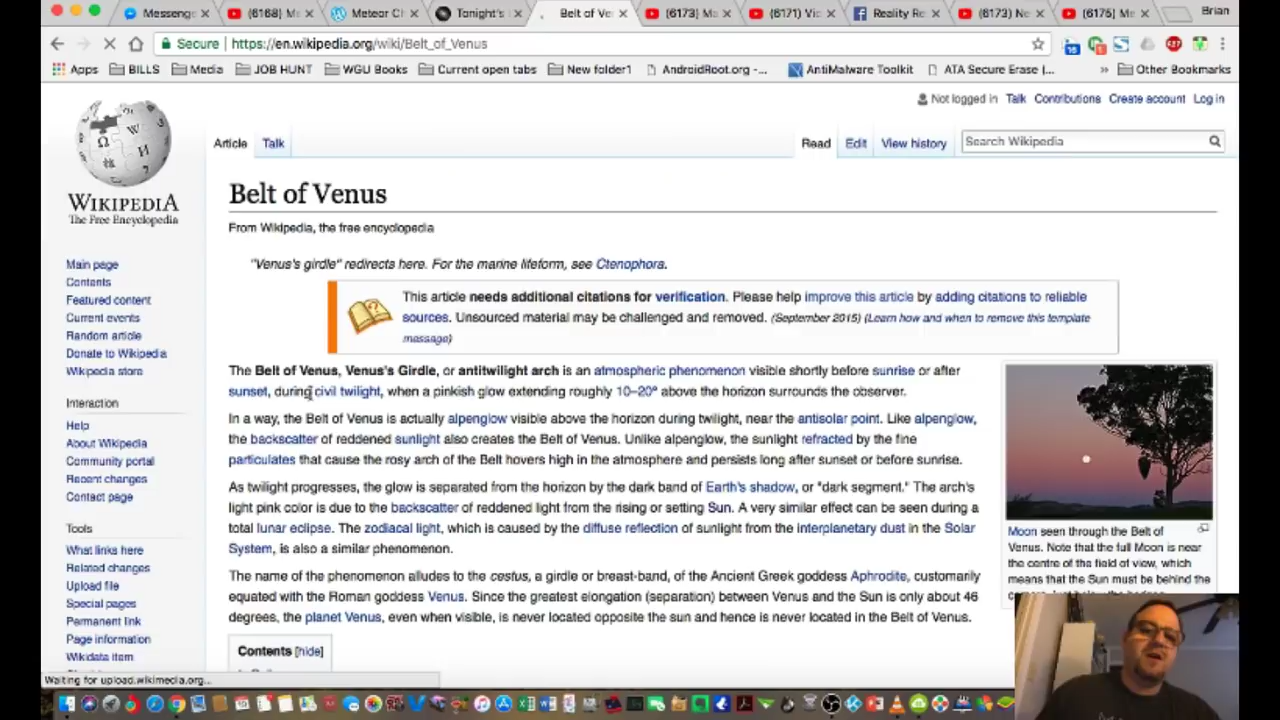 Messenge
(6168) Ma
Meteor Ch
Tonight's
Belt of Ve
(6173) Ma
(6171) Vi
Reality Re
(6173) Ne
(6175) Me
Brian
Secure
https://en.wikipedia.org/wiki/Belt_of_Venus
Apps
BILLS
Media
JOB HUNT
WGU Books
Current open tabs
New folder1
AndroidRoot.org -...
AntiMalware Toolkit
ATA Secure Erase (...
»
Other Bookmarks
Not logged in Talk Contributions Create account Log in
Article Talk
Read Edit View history
Search Wikipedia
WIKIPEDIA
The Free Encyclopedia
Main page
Contents
Featured content
Current events
Random article
Donate to Wikipedia
Wikipedia store
Interaction
Help
About Wikipedia
Community portal
Recent changes
Contact page
Tools
What links here
Related changes
Upload file
Special pages
Permanent link
Page information
Wikidata item
Belt of Venus
From Wikipedia, the free encyclopedia
"Venus's girdle" redirects here. For the marine lifeform, see Ctenophora.
This article needs additional citations for verification. Please help improve this article by adding citations to reliable
sources. Unsourced material may be challenged and removed. (September 2015) (Learn how and when to remove this template
message)
The Belt of Venus, Venus's Girdle, or antitwilight arch is an atmospheric phenomenon visible shortly before sunrise or after
sunset, during civil twilight, when a pinkish glow extending roughly 10–20° above the horizon surrounds the observer.
In a way, the Belt of Venus is actually alpenglow visible above the horizon during twilight, near the antisolar point. Like alpenglow,
the backscatter of reddened sunlight also creates the Belt of Venus. Unlike alpenglow, the sunlight refracted by the fine
particulates that cause the rosy arch of the Belt hovers high in the atmosphere and persists long after sunset or before sunrise.
As twilight progresses, the glow is separated from the horizon by the dark band of Earth's shadow, or "dark segment." The arch's
light pink color is due to the backscatter of reddened light from the rising or setting Sun. A very similar effect can be seen during a
total lunar eclipse. The zodiacal light, which is caused by the diffuse reflection of sunlight from the interplanetary dust in the Solar
System, is also a similar phenomenon.
The name of the phenomenon alludes to the cestus, a girdle or breast-band, of the Ancient Greek goddess Aphrodite, customarily
equated with the Roman goddess Venus. Since the greatest elongation (separation) between Venus and the Sun is only about 46
degrees, the planet Venus, even when visible, is never located opposite the sun and hence is never located in the Belt of Venus.
Contents [hide]
Moon seen through the Belt of
Venus. Note that the full Moon is near
the centre of the field of view, which
means that the Sun must be behind the
Waiting for upload.wikimedia.org...